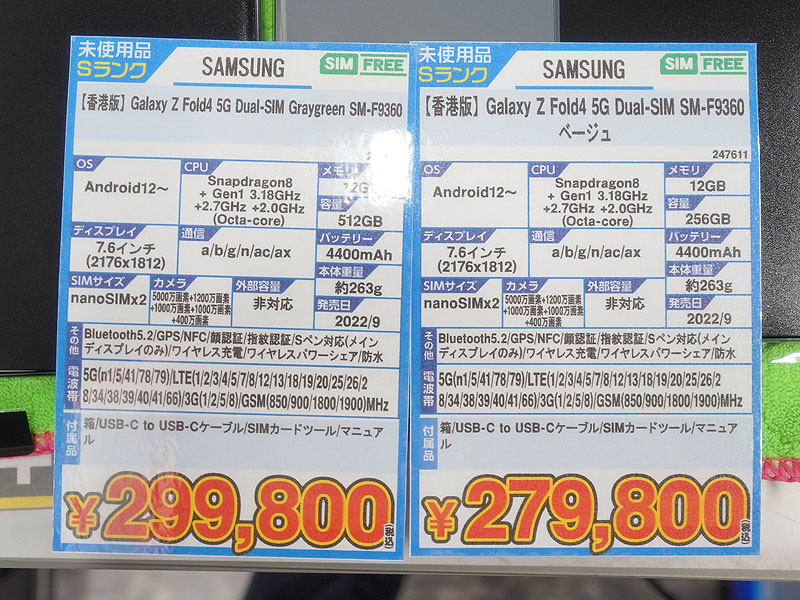 未使用品
Sランク
SAMSUNG
SIM FREE
【香港版】Galaxy Z Fold4 5G Dual-SIM Graygreen SM-F9360
OS
Android12～
CPU
Snapdragon8
+ Gen1 3.18GHz
+2.7GHz +2.0GHz
(Octa-core)
メモリ
12G
容量
512GB
ディスプレイ
7.6インチ
(2176x1812)
通信
a/b/g/n/ac/ax
バッテリー
4400mAh
本体重量
約263g
SIMサイズ
nanoSIMx2
カメラ
5000万画素+1200万画素
+1000万画素+1000万画素
+400万画素
外部容量
非対応
発売日
2022/9
その他
Bluetooth5.2/GPS/NFC/顔認証/指紋認証/Sペン対応(メイン
ディスプレイのみ)/ワイヤレス充電/ワイヤレスパワーシェア/防水
電波帯
5G(n1/5/41/78/79)/LTE(1/2/3/4/5/7/8/12/13/18/19/20/25/26/2
8/34/38/39/40/41/66)/3G(1/2/5/8)/GSM(850/900/1800/1900)MHz
付属品
箱/USB-C to USB-Cケーブル/SIMカードツール/マニュア
ル
¥299,800(税込)
未使用品
Sランク
SAMSUNG
SIM FREE
【香港版】Galaxy Z Fold4 5G Dual-SIM SM-F9360
ベージュ
247611
OS
Android12～
CPU
Snapdragon8
+ Gen1 3.18GHz
+2.7GHz +2.0GHz
(Octa-core)
メモリ
12GB
容量
256GB
ディスプレイ
7.6インチ
(2176x1812)
通信
a/b/g/n/ac/ax
バッテリー
4400mAh
本体重量
約263g
SIMサイズ
nanoSIMx2
カメラ
5000万画素+1200万画素
+1000万画素+1000万画素
+400万画素
外部容量
非対応
発売日
2022/9
その他
Bluetooth5.2/GPS/NFC/顔認証/指紋認証/Sペン対応(メイン
ディスプレイのみ)/ワイヤレス充電/ワイヤレスパワーシェア/防水
電波帯
5G(n1/5/41/78/79)/LTE(1/2/3/4/5/7/8/12/13/18/19/20/25/26/2
8/34/38/39/40/41/66)/3G(1/2/5/8)/GSM(850/900/1800/1900)MHz
付属品
箱/USB-C to USB-Cケーブル/SIMカードツール/マニュア
ル
¥279,800(税込)